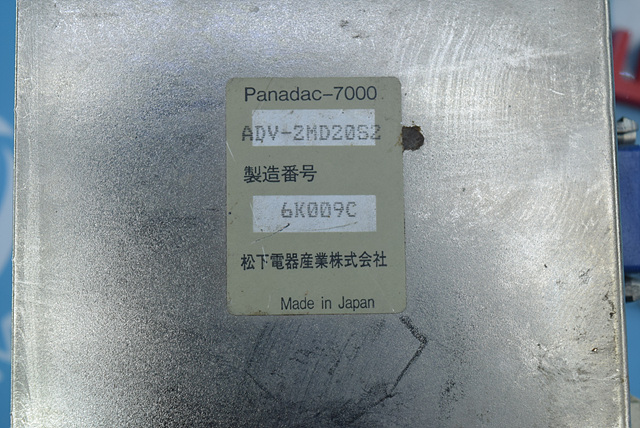 Panadac-7000
ADV-2MD20S2
製造番号
6K009C
松下電器産業株式会社
Made in Japan